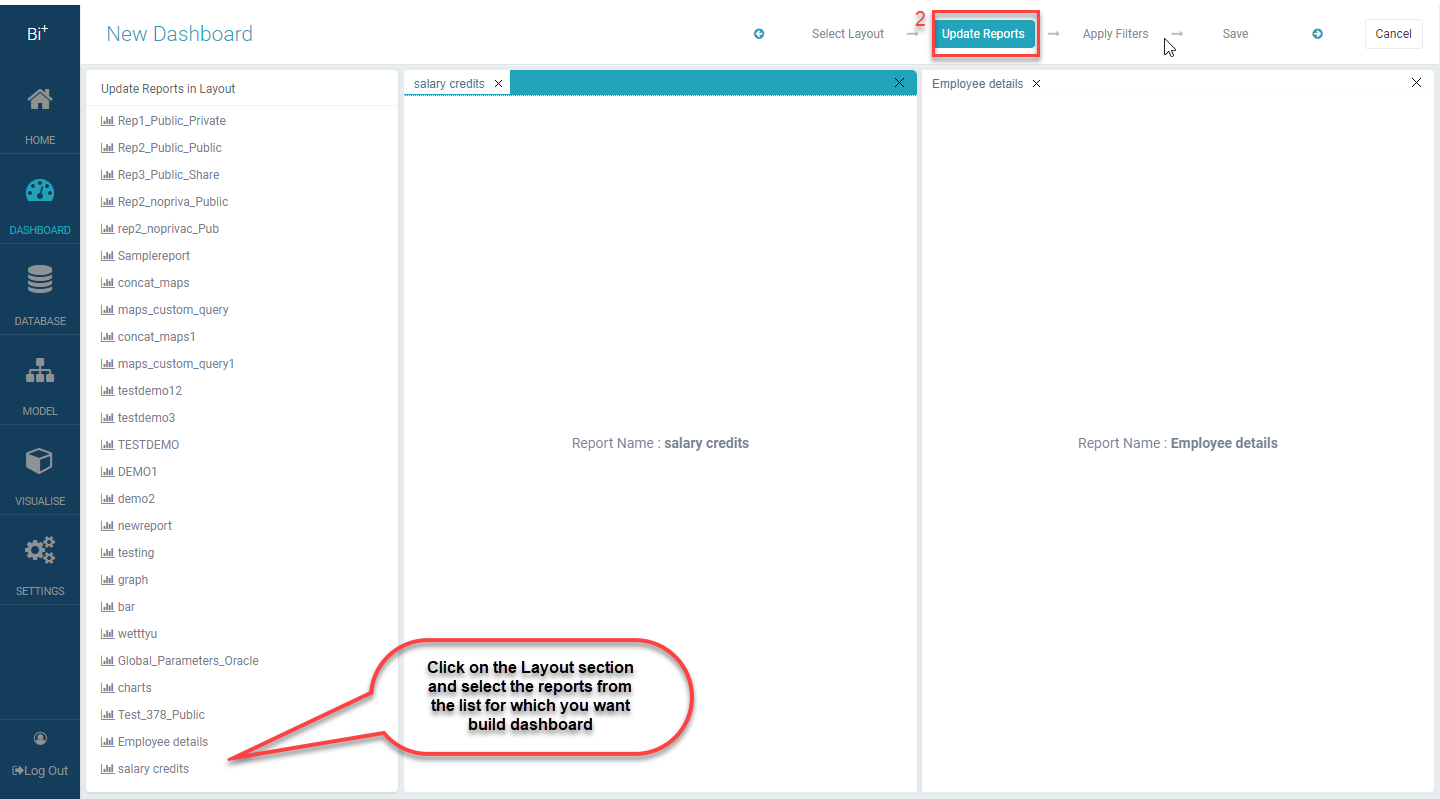 Bi+
New Dashboard
Select Layout
2
Update Reports
Apply Filters
Save
Cancel
HOME
DASHBOARD
DATABASE
MODEL
VISUALISE
SETTINGS
Log Out
Update Reports in Layout
Rep1_Public_Private
Rep2_Public_Public
Rep3_Public_Share
Rep2_nopriva_Public
rep2_noprivac_Pub
Samplereport
concat_maps
maps_custom_query
concat_maps1
maps_custom_query1
testdemo12
testdemo3
TESTDEMO
DEMO1
demo2
newreport
testing
graph
bar
wetttyu
Global_Parameters_Oracle
charts
Test_378_Public
Employee details
salary credits
salary credits
Report Name : salary credits
Employee details
Report Name : Employee details
Click on the Layout section
and select the reports from
the list for which you want
build dashboard